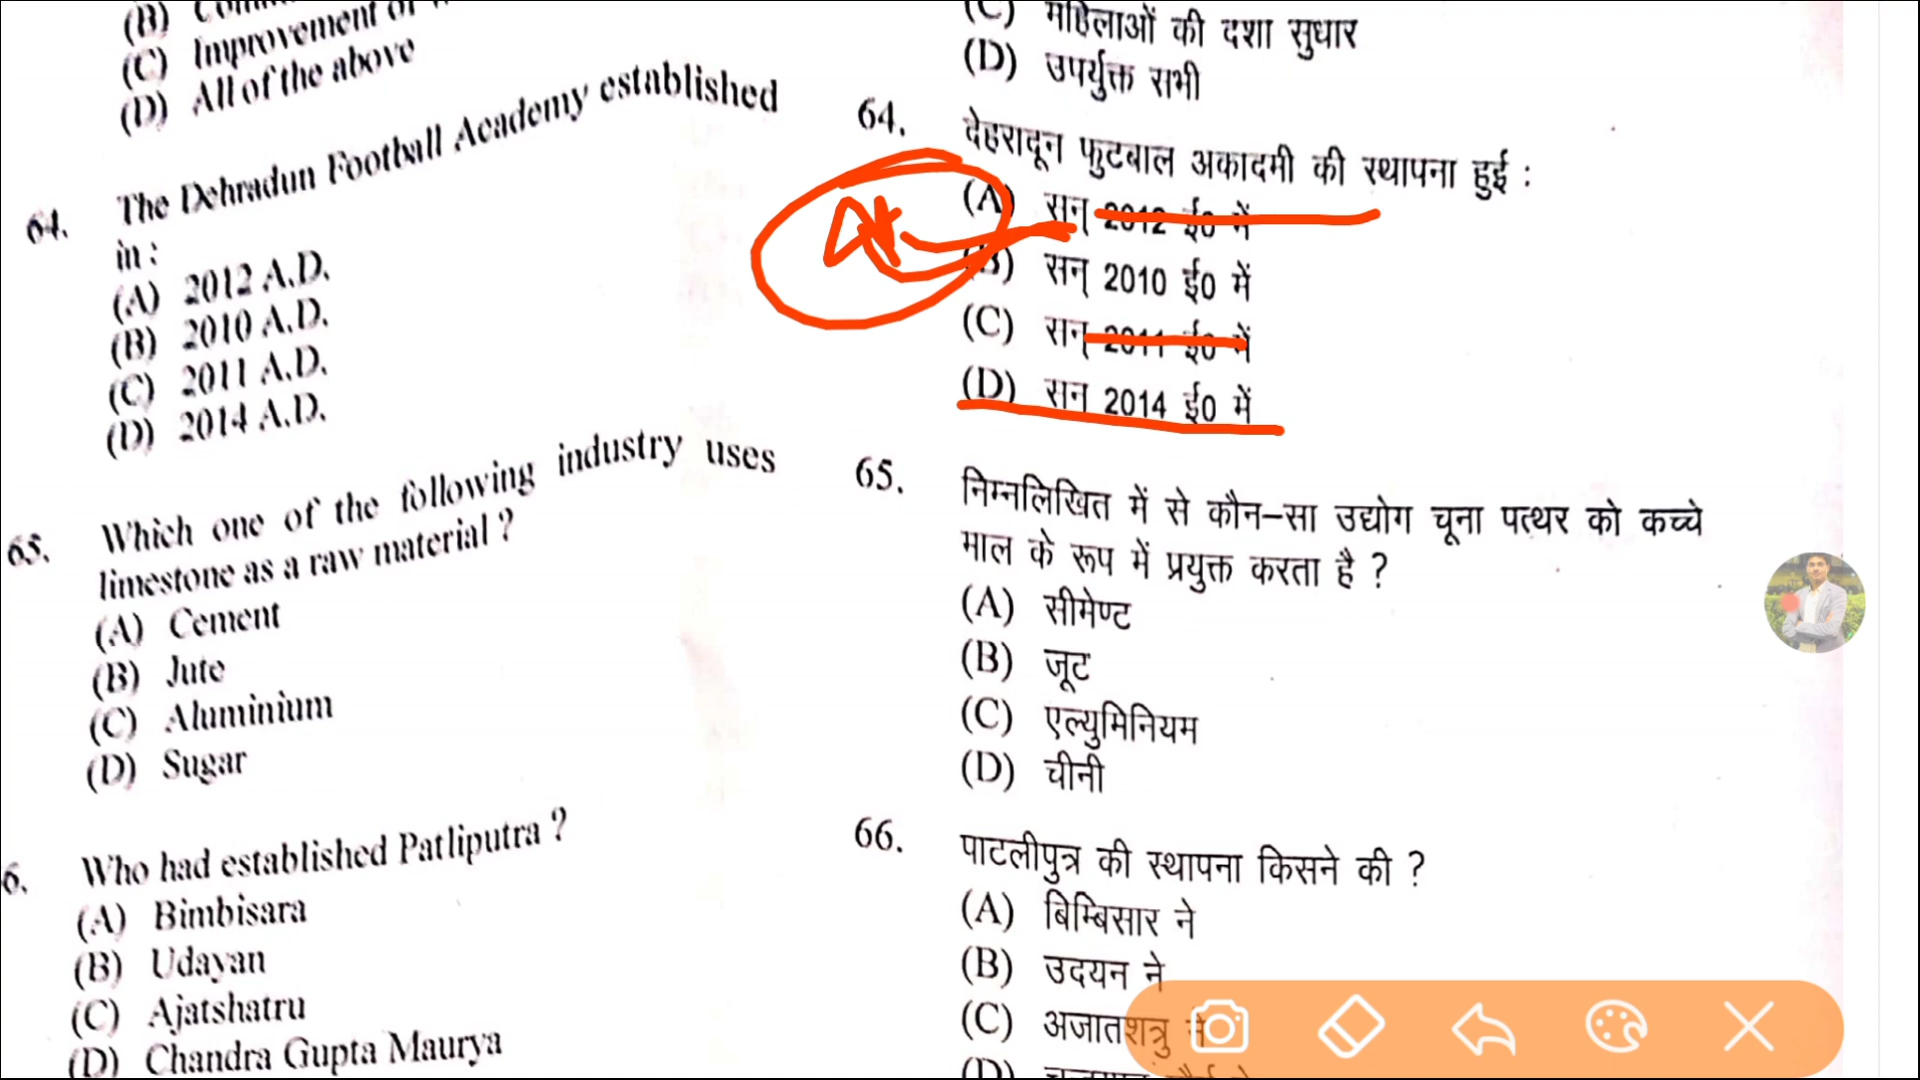 (B)
(C) Improvement of
(D) All of the above
64. The Dehradun Football Academy established
in :
(A) 2012 A.D.
(B) 2010 A.D.
(C) 2011 A.D.
(D) 2014 A.D.
65. Which one of the following industry uses
limestone as a raw material ?
(A) Cement
(B) Jute
(C) Aluminium
(D) Sugar
6. Who had established Patliputra ?
(A) Bimbisara
(B) Udayan
(C) Ajatshatru
(D) Chandra Gupta Maurya
(C) महिलाओं की दशा सुधार
(D) उपर्युक्त सभी
64. देहरादून फुटबाल अकादमी की स्थापना हुई :
(A) सन् 2012 ई0 में
(B) सन् 2010 ई0 में
(C) सन् 2011 ई0 में
(D) सन् 2014 ई0 में
65. निम्नलिखित में से कौन–सा उद्योग चूना पत्थर को कच्चे
माल के रूप में प्रयुक्त करता है ?
(A) सीमेण्ट
(B) जूट
(C) एल्युमिनियम
(D) चीनी
66. पाटलीपुत्र की स्थापना किसने की ?
(A) बिम्बिसार ने
(B) उदयन ने
(C) अजातशत्रु ने
(D)